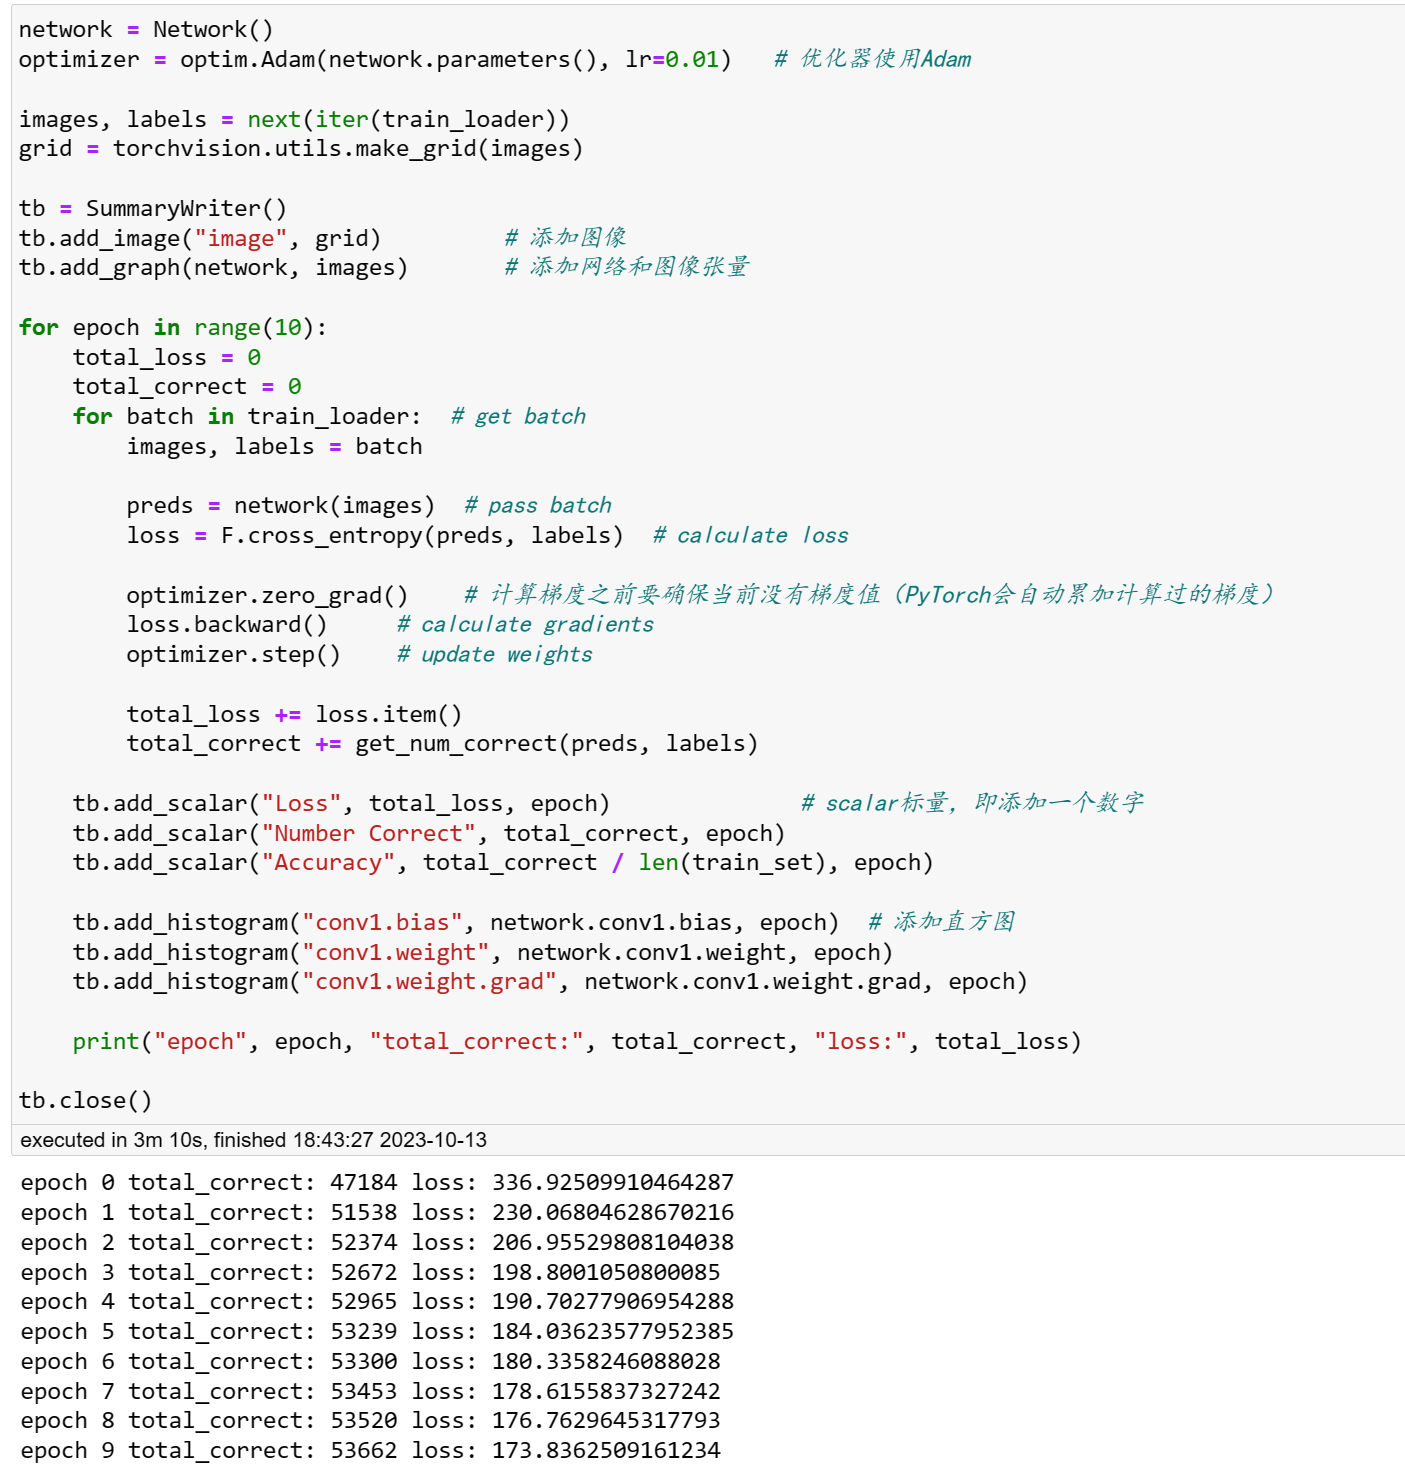 network = Network()
optimizer = optim.Adam(network.parameters(), lr=0.01)   # 优化器使用Adam
images, labels = next(iter(train_loader))
grid = torchvision.utils.make_grid(images)
tb = SummaryWriter()
tb.add_image("image", grid)         # 添加图像
tb.add_graph(network, images)       # 添加网络和图像张量
for epoch in range(10):
    total_loss = 0
    total_correct = 0
    for batch in train_loader:  # get batch
        images, labels = batch
        preds = network(images)  # pass batch
        loss = F.cross_entropy(preds, labels)  # calculate loss
        optimizer.zero_grad()    # 计算梯度之前要确保当前没有梯度值（PyTorch会自动累加计算过的梯度）
        loss.backward()     # calculate gradients
        optimizer.step()    # update weights
        total_loss += loss.item()
        total_correct += get_num_correct(preds, labels)
    tb.add_scalar("Loss", total_loss, epoch)              # scalar标量，即添加一个数字
    tb.add_scalar("Number Correct", total_correct, epoch)
    tb.add_scalar("Accuracy", total_correct / len(train_set), epoch)
    tb.add_histogram("conv1.bias", network.conv1.bias, epoch)  # 添加直方图
    tb.add_histogram("conv1.weight", network.conv1.weight, epoch)
    tb.add_histogram("conv1.weight.grad", network.conv1.weight.grad, epoch)
    print("epoch", epoch, "total_correct:", total_correct, "loss:", total_loss)
tb.close()
executed in 3m 10s, finished 18:43:27 2023-10-13
epoch 0 total_correct: 47184 loss: 336.92509910464287
epoch 1 total_correct: 51538 loss: 230.06804628670216
epoch 2 total_correct: 52374 loss: 206.95529808104038
epoch 3 total_correct: 52672 loss: 198.8001050800085
epoch 4 total_correct: 52965 loss: 190.70277906954288
epoch 5 total_correct: 53239 loss: 184.03623577952385
epoch 6 total_correct: 53300 loss: 180.3358246088028
epoch 7 total_correct: 53453 loss: 178.6155837327242
epoch 8 total_correct: 53520 loss: 176.7629645317793
epoch 9 total_correct: 53662 loss: 173.8362509161234